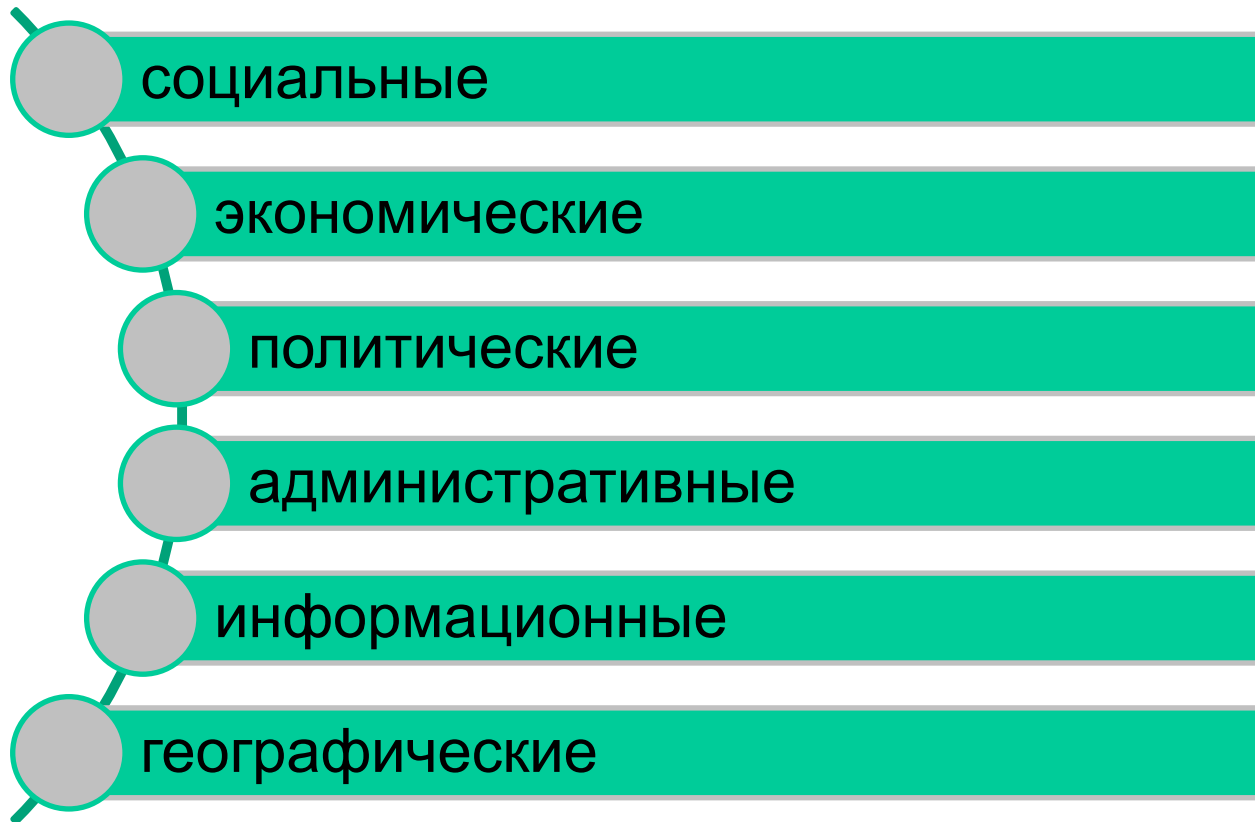 социальные
экономические
политические
административные
информационные
географические